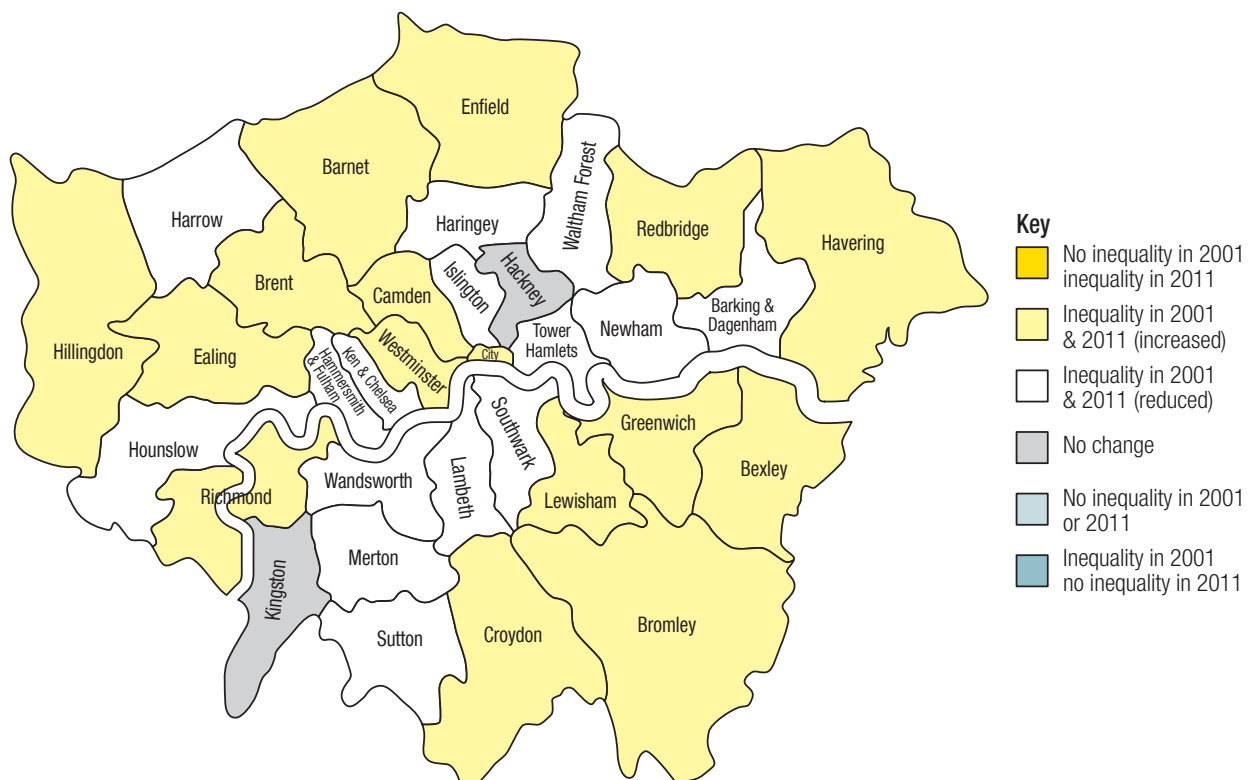 Enfield
Barnet
Waltham Forest
Harrow
Haringey
Redbridge
Havering
Hackney
Islington
Brent
Camden
Barking &
Dagenham
Hillingdon
Ealing
Tower
Hamlets
Newham
Westminster
City
Ken & Chelsea
Hammersmith
& Fulham
Hounslow
Southwark
Greenwich
Bexley
Richmond
Wandsworth
Lambeth
Lewisham
Merton
Kingston
Sutton
Croydon
Bromley
Key
No inequality in 2001
inequality in 2011
Inequality in 2001
& 2011 (increased)
Inequality in 2001
& 2011 (reduced)
No change
No inequality in 2001
or 2011
Inequality in 2001
no inequality in 2011